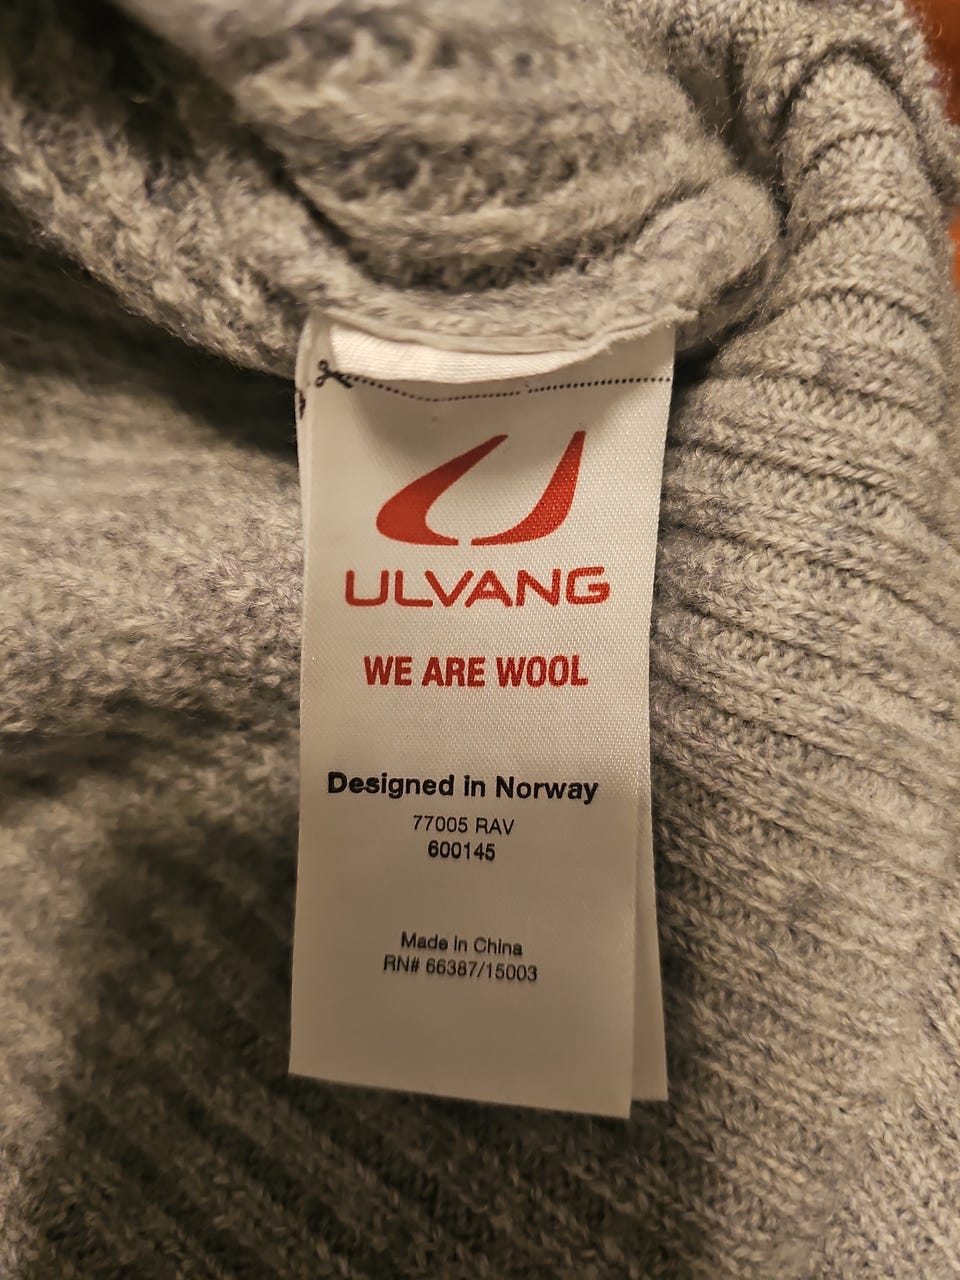 ULVANG
WE ARE WOOL
Designed in Norway
77005 RAV
600145
Made in China
RN# 66387/15003